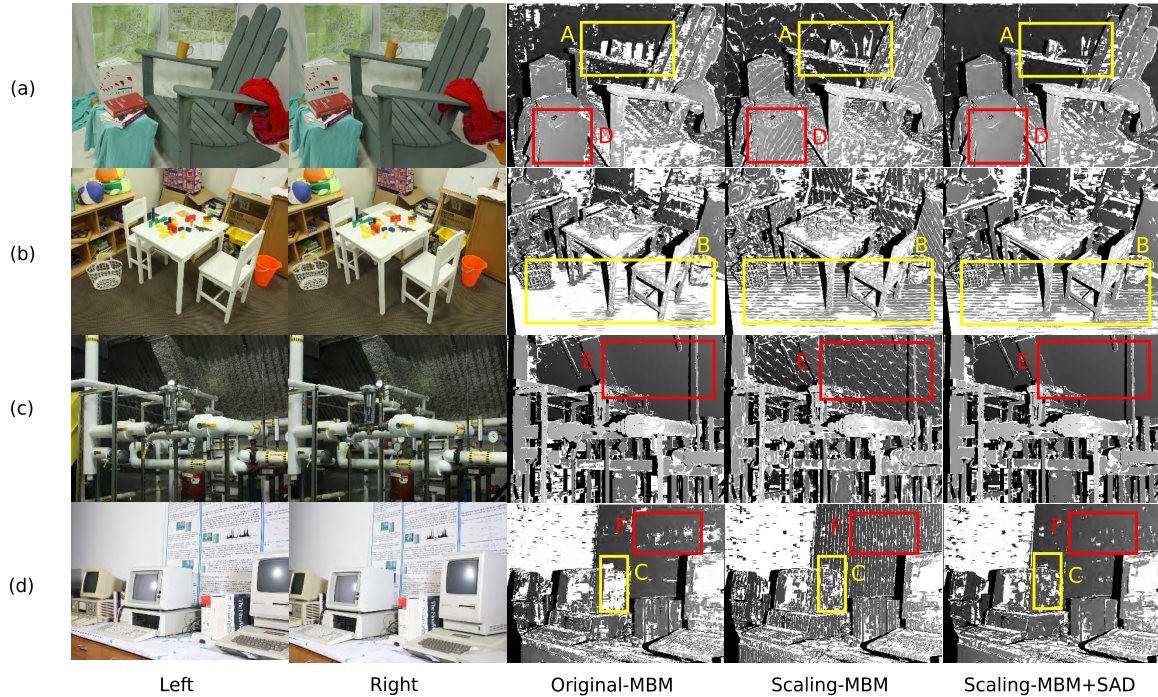 (a)
A
A
A
D
D
D
(b)
B
B
B
(c)
E
E
E
(d)
F
F
F
C
C
C
Left
Right
Original-MBM
Scaling-MBM
Scaling-MBM+SAD